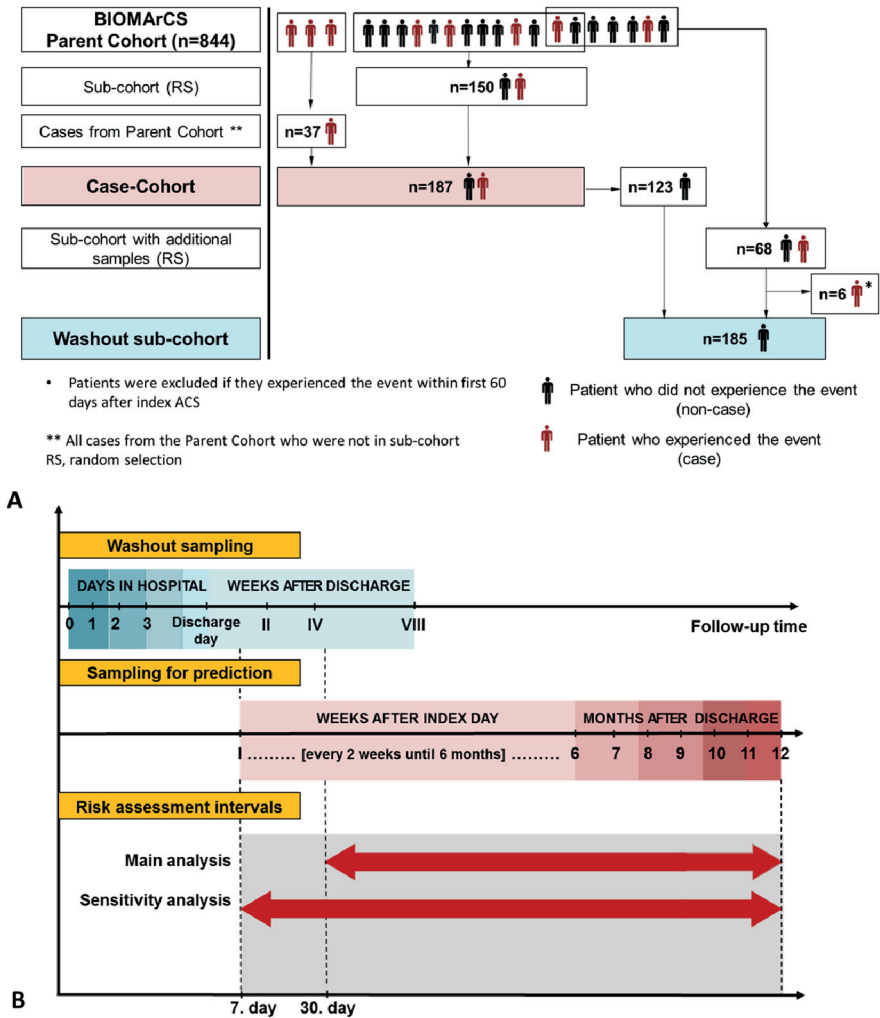 BIOMArCS
Parent Cohort (n=844)
Sub-cohort (RS)
n=150
Cases from Parent Cohort **
n=37
Case-Cohort
n=187
n=123
Sub-cohort with additional
samples (RS)
n=68
n=6 *
Washout sub-cohort
n=185
• Patients were excluded if they experienced the event within first 60
days after index ACS
** All cases from the Parent Cohort who were not in sub-cohort
RS, random selection
Patient who did not experience the event
(non-case)
Patient who experienced the event
(case)
A
Washout sampling
DAYS IN HOSPITAL WEEKS AFTER DISCHARGE
0 1 2 3 Discharge II IV VIII
day
Follow-up time
Sampling for prediction
WEEKS AFTER INDEX DAY MONTHS AFTER DISCHARGE
I ......... [every 2 weeks until 6 months] ......... 6 7 8 9 10 11 12
Risk assessment intervals
Main analysis
Sensitivity analysis
B
7. day 30. day